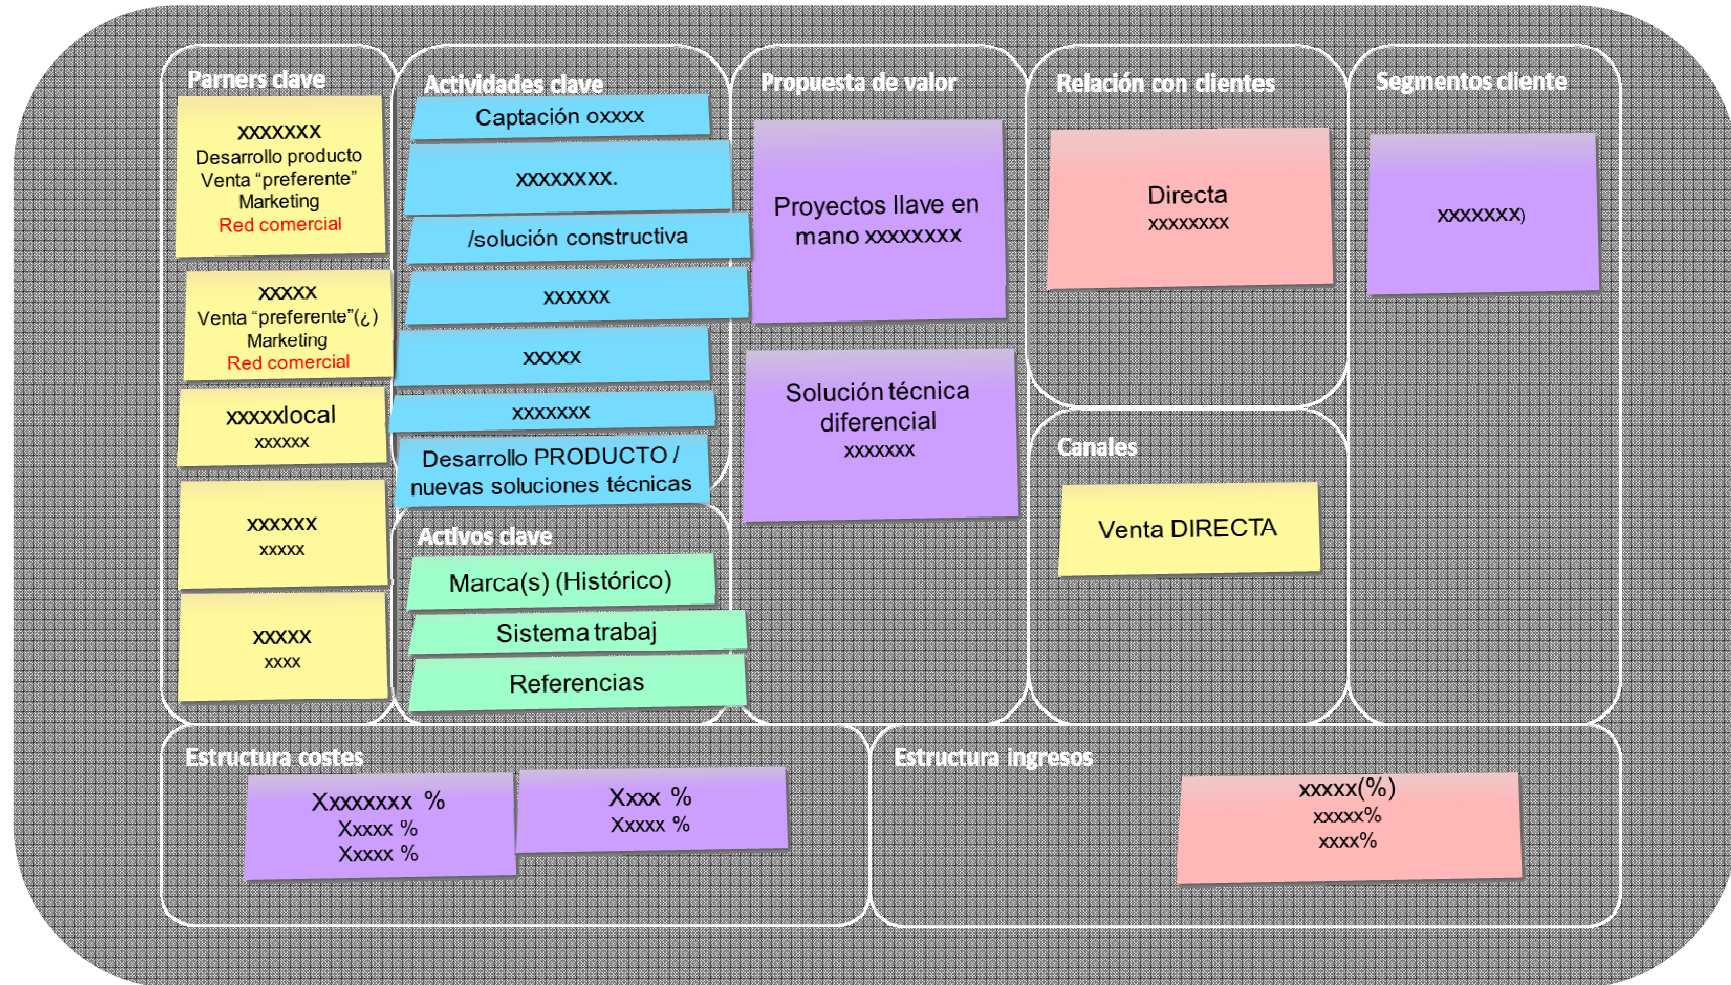 Parners clave
xxxxxxx
Desarrollo producto
Venta “preferente”
Marketing
Red comercial
xxxxx
Venta “preferente”(¿)
Marketing
Red comercial
xxxxxlocal
xxxxxx
xxxxxx
xxxxx
xxxxx
xxxx
Actividades clave
Captación oxxxx
xxxxxxxx.
/solución constructiva
xxxxxx
xxxxx
xxxxxxx
Desarrollo PRODUCTO /
nuevas soluciones técnicas
Activos clave
Marca(s) (Histórico)
Sistema trabaj
Referencias
Propuesta de valor
Proyectos llave en
mano xxxxxxxx
Solución técnica
diferencial
xxxxxxx
Relación con clientes
Directa
xxxxxxxx
Canales
Venta DIRECTA
Segmentos cliente
xxxxxxx)
Estructura costes
Xxxxxxxx %
Xxxxx %
Xxxxx %
Xxxx %
Xxxxx %
Estructura ingresos
xxxxx(%)
xxxxx%
xxxx%